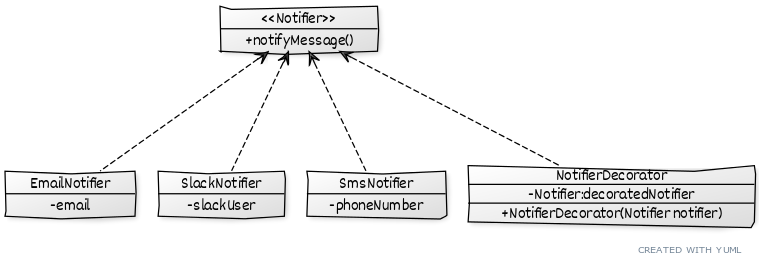 <<Notifier>>
+notifyMessage()
EmailNotifier
-email
SlackNotifier
-slackUser
SmsNotifier
-phoneNumber
NotifierDecorator
-Notifier:decoratedNotifier
+NotifierDecorator(Notifier notifier)
CREATED WITH YUML